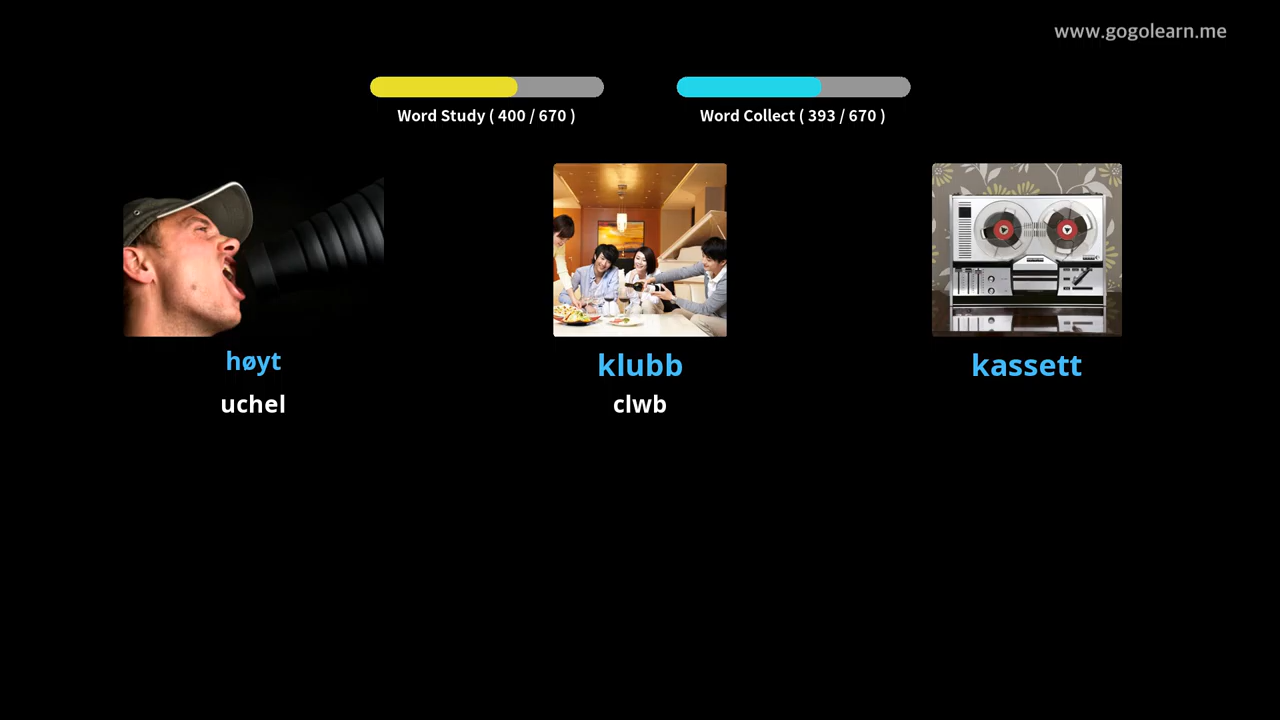 www.gogolearn.me
Word Study ( 400 / 670 )
Word Collect ( 393 / 670 )
høyt
klubb
kassett
uchel
clwb